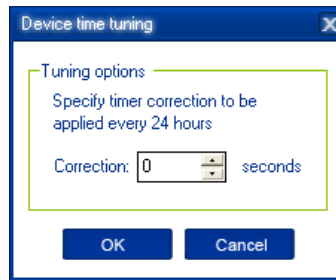 Device time tuning
Tuning options
Specify timer correction to be
applied every 24 hours
Correction: 0 seconds
OK Cancel